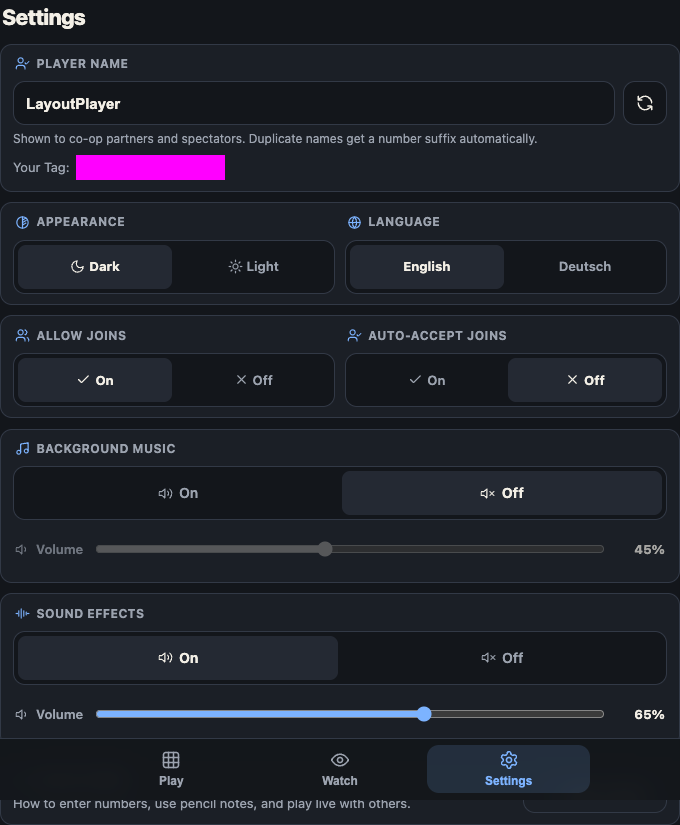 Settings
PLAYER NAME
LayoutPlayer
Shown to co-op partners and spectators. Duplicate names get a number suffix automatically.
Your Tag:
APPEARANCE
LANGUAGE
Dark
Light
English
Deutsch
ALLOW JOINS
AUTO-ACCEPT JOINS
On
Off
On
Off
BACKGROUND MUSIC
On
Off
Volume
45%
SOUND EFFECTS
On
Off
Volume
65%
Play
Watch
Settings
How to enter numbers, use pencil notes, and play live with others.